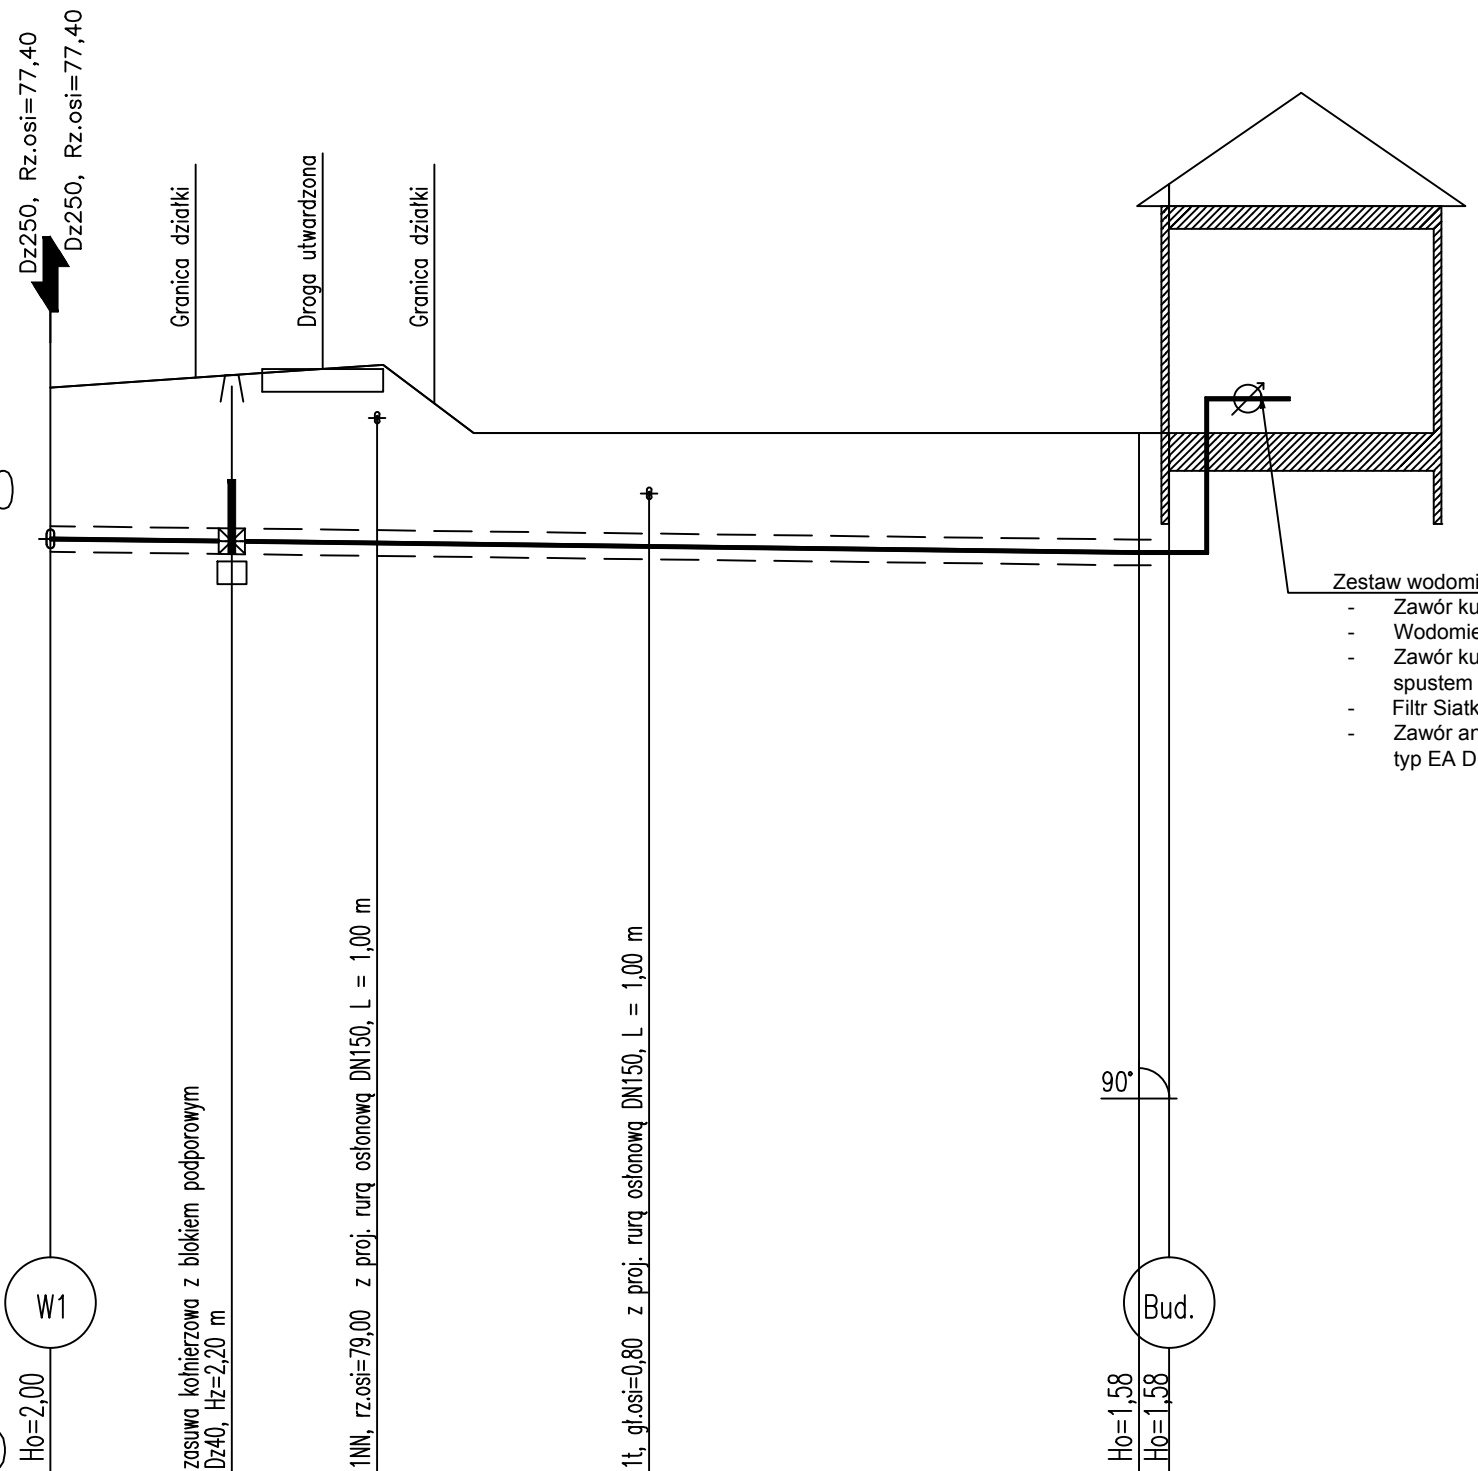 Dz250, Rz.osi=77,40
Dz250, Rz.osi=77,40
Granica działki
Droga utwardzona
Granica działki
Zestaw wodomi
- Zawór ku
- Wodomie
- Zawór ku
spustem
- Filtr Siatk
- Zawór an
typ EA D
zasuwa kołnierzowa z blokiem podporowym
Dz40, Hz=2,20 m
1NN, rz.osi=79,00 z proj. rurą osłonową DN150, L = 1,00 m
1t, gł.osi=0,80 z proj. rurą osłonową DN150, L = 1,00 m
90°
W1
Bud.
Ho=2,00
Ho=1,58
Ho=1,58